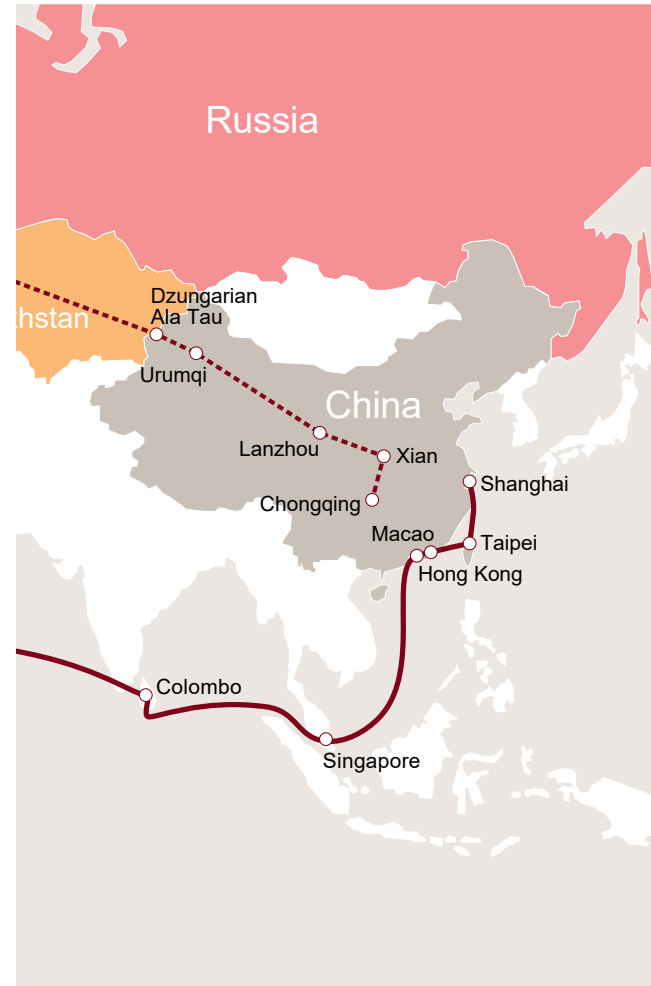 Russia
Dzungarian
Ala Tau
khstan
Urumqi
China
Lanzhou
Xian
Shanghai
Chongqing
Macao
Taipei
Hong Kong
Colombo
Singapore